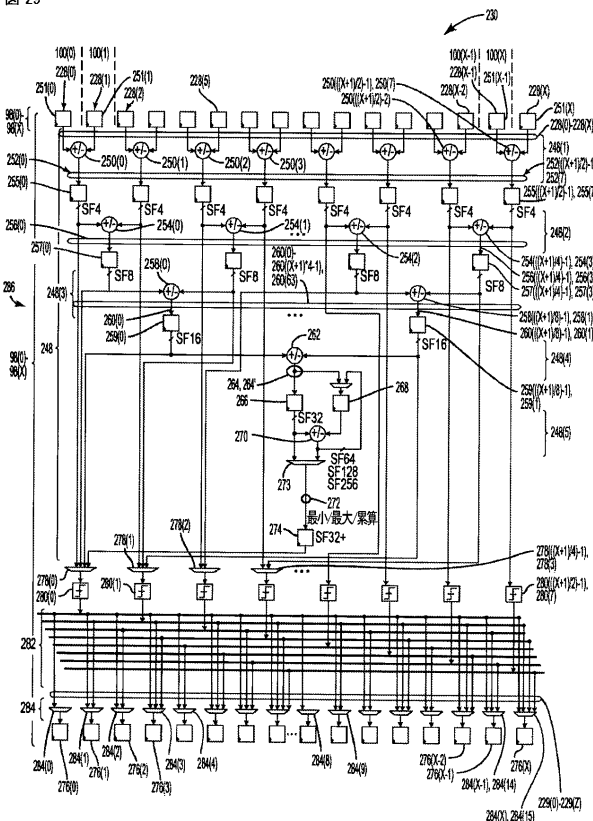 図 29
230
100(0)
100(1)
100(X-1)
100(X)
251(0)
228(0)
228(1)
251(1)
228(2)
228(5)
250(((X+1)/2)-1), 250(7)
250(((X+1)/2)-2)
228(X-1)
228(X-2)
251(X-1)
228(X)
251(X)
228(0)-228(X)
98(0)-
98(X)
248(1)
+/-
+/-
+/-
+/-
+/-
+/-
+/-
+/-
250(0)
250(1)
250(2)
250(3)
252(0)
252(((X+1)/2)-1),
252(7)
255(0)
255(((X+1)/2)-1), 255(7)
SF4
SF4
SF4
SF4
SF4
SF4
SF4
SF4
+/-
254(0)
+/-
254(1)
+/-
254(2)
+/-
248(2)
256(0)
257(0)
SF8
SF8
SF8
SF8
254(((X+1)/4)-1), 254(3)
256(((X+1)/4)-1), 256(3)
257(((X+1)/4)-1), 257(3)
260(0)-
260((X+1)*4-1),
260(63)
258(0)
+/-
+/-
248(3)
258(((X+1)/8)-1), 258(1)
260(((X+1)/8)-1), 260(1)
260(0)
259(0)
SF16
SF16
286
248
98(0)-
98(X)
+/-
262
248(4)
264, 264'
266
268
259(((X+1)/8)-1),
259(1)
SF32
270
+/-
248(5)
273
SF64
SF128
SF256
272
最小/最大/累算
274
SF32+
278(0)
278(1)
278(2)
278(((X+1)/4)-1),
278(3)
280(0)
280(1)
280(((X+1)/2)-1),
280(7)
282
284
284(0)
284(1)
284(2)
284(3)
284(4)
284(8)
284(9)
284(X-1), 284(14)
284(X), 284(15)
276(0)
276(1)
276(2)
276(3)
276(X-2)
276(X-1)
276(X)
229(0)-229(Z)